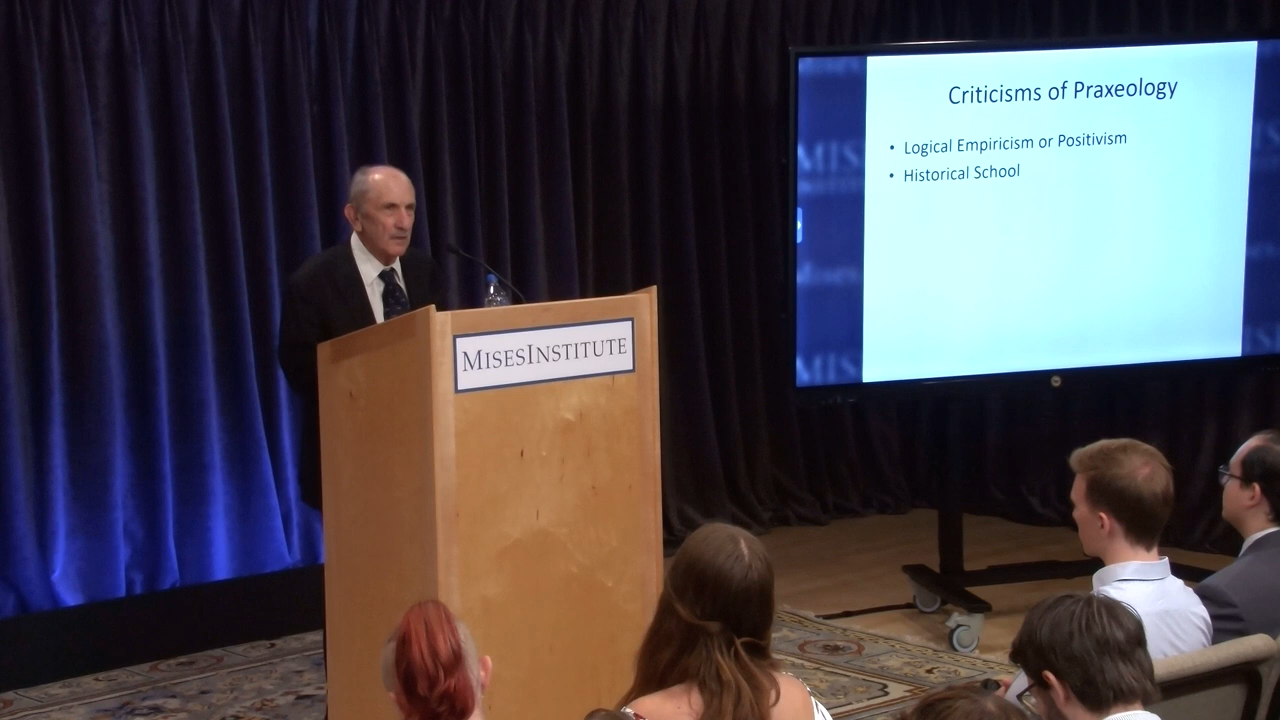 Criticisms of Praxeology
• Logical Empiricism or Positivism
• Historical School
MISESINSTITUTE